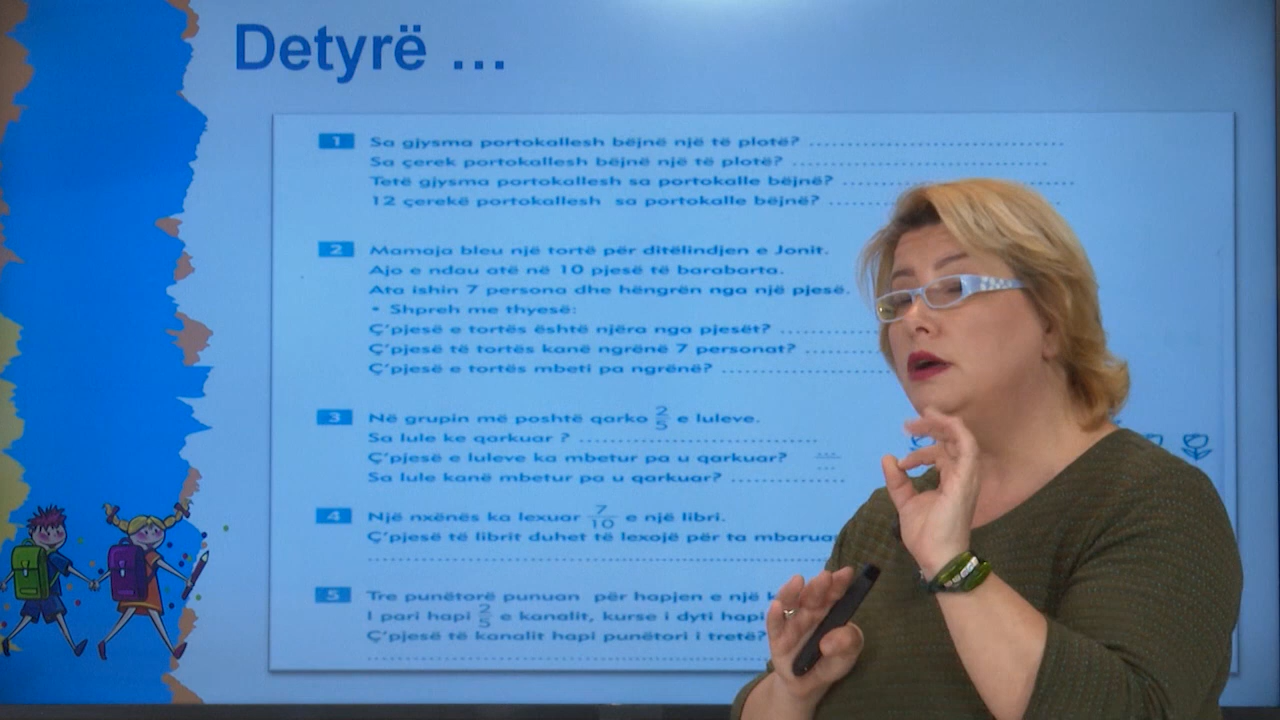 Detyrë ...
1 Sa gjysma portokallesh bëjnë një të plotë? ........................
Sa çerek portokallesh bëjnë një të plotë? ........................
Tetë gjysma portokallesh sa portokalle bëjnë? ........................
12 çerekë portokallesh sa portokalle bëjnë? ........................
2 Mamaja bleu një tortë për ditëlindjen e Jonit.
Ajo e ndau atë në 10 pjesë të barabarta.
Ata ishin 7 persona dhe hëngrën nga një pjesë.
• Shpreh me thyesë:
Ç'pjesë e tortës është njëra nga pjesët? ............
Ç'pjesë të tortës kanë ngrënë 7 personat? ............
Ç'pjesë e tortës mbeti pa ngrënë? ........................
3 Në grupin më poshtë qarko 2/5 e luleve.
Sa lule ke qarkuar ? ........................
Ç'pjesë e luleve ka mbetur pa u qarkuar? .../...
Sa lule kanë mbetur pa u qarkuar? ............
4 Një nxënës ka lexuar 7/10 e një libri.
Ç'pjesë të librit duhet të lexojë për ta
........................
5 Tre punëtorë punuan për hapjen e një
I pari hapi 2/5 e kanalit, kurse i dyti
Ç'pjesë të kanalit hapi punëtori i tretë?
........................